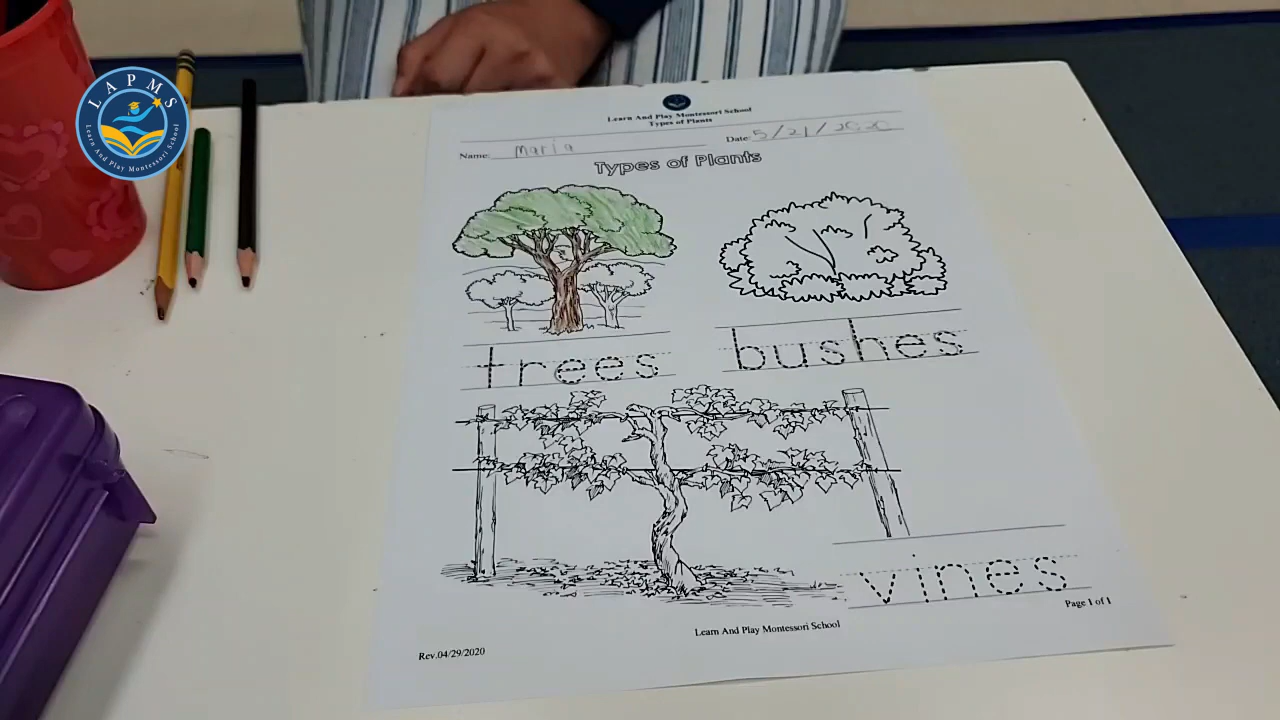 LAPMS
Learn And Play Montessori School
Learn And Play Montessori School
Types of Plants
Name: Maria Date: 5/21/2020
Types of Plants
trees bushes
vines
Page 1 of 1
Learn And Play Montessori School
Rev.04/29/2020